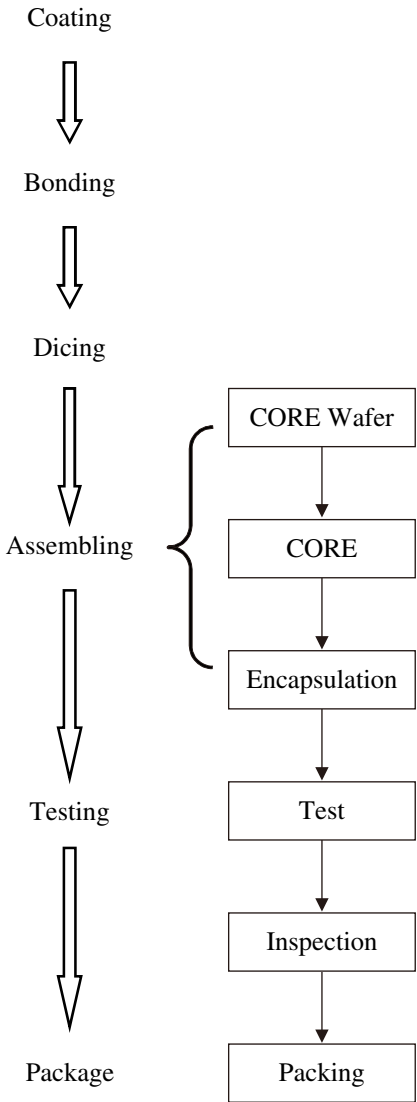 Coating
Bonding
Dicing
Assembling
Testing
Package
CORE Wafer
CORE
Encapsulation
Test
Inspection
Packing